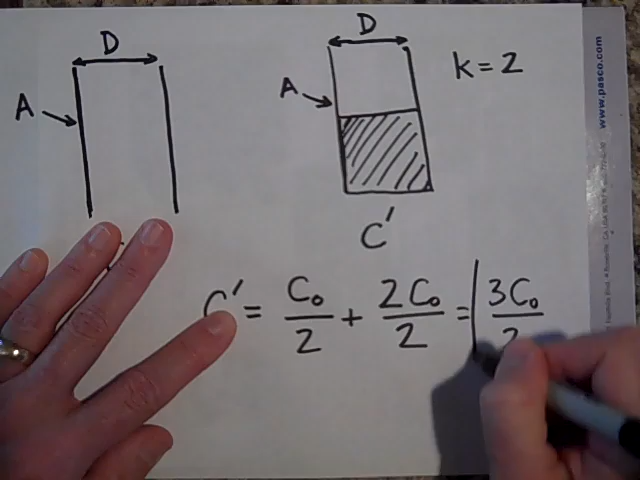 D
A
D
A
k = 2
C'
C' = C₀/2 + 2C₀/2 = 3C₀/2
www.pasco.com